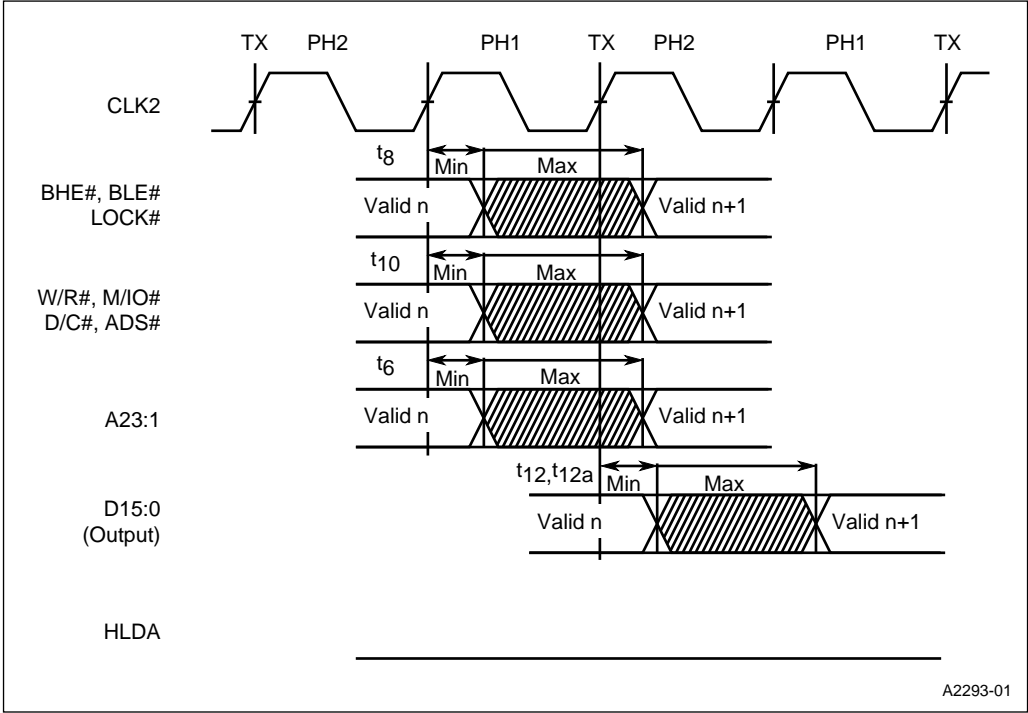 TX PH2 PH1 TX PH2 PH1 TX
CLK2
t8 Min Max
BHE#, BLE#
LOCK#
Valid n Valid n+1
t10 Min Max
W/R#, M/IO#
D/C#, ADS#
Valid n Valid n+1
t6 Min Max
A23:1
Valid n Valid n+1
t12,t12a Min Max
D15:0
(Output)
Valid n Valid n+1
HLDA
A2293-01